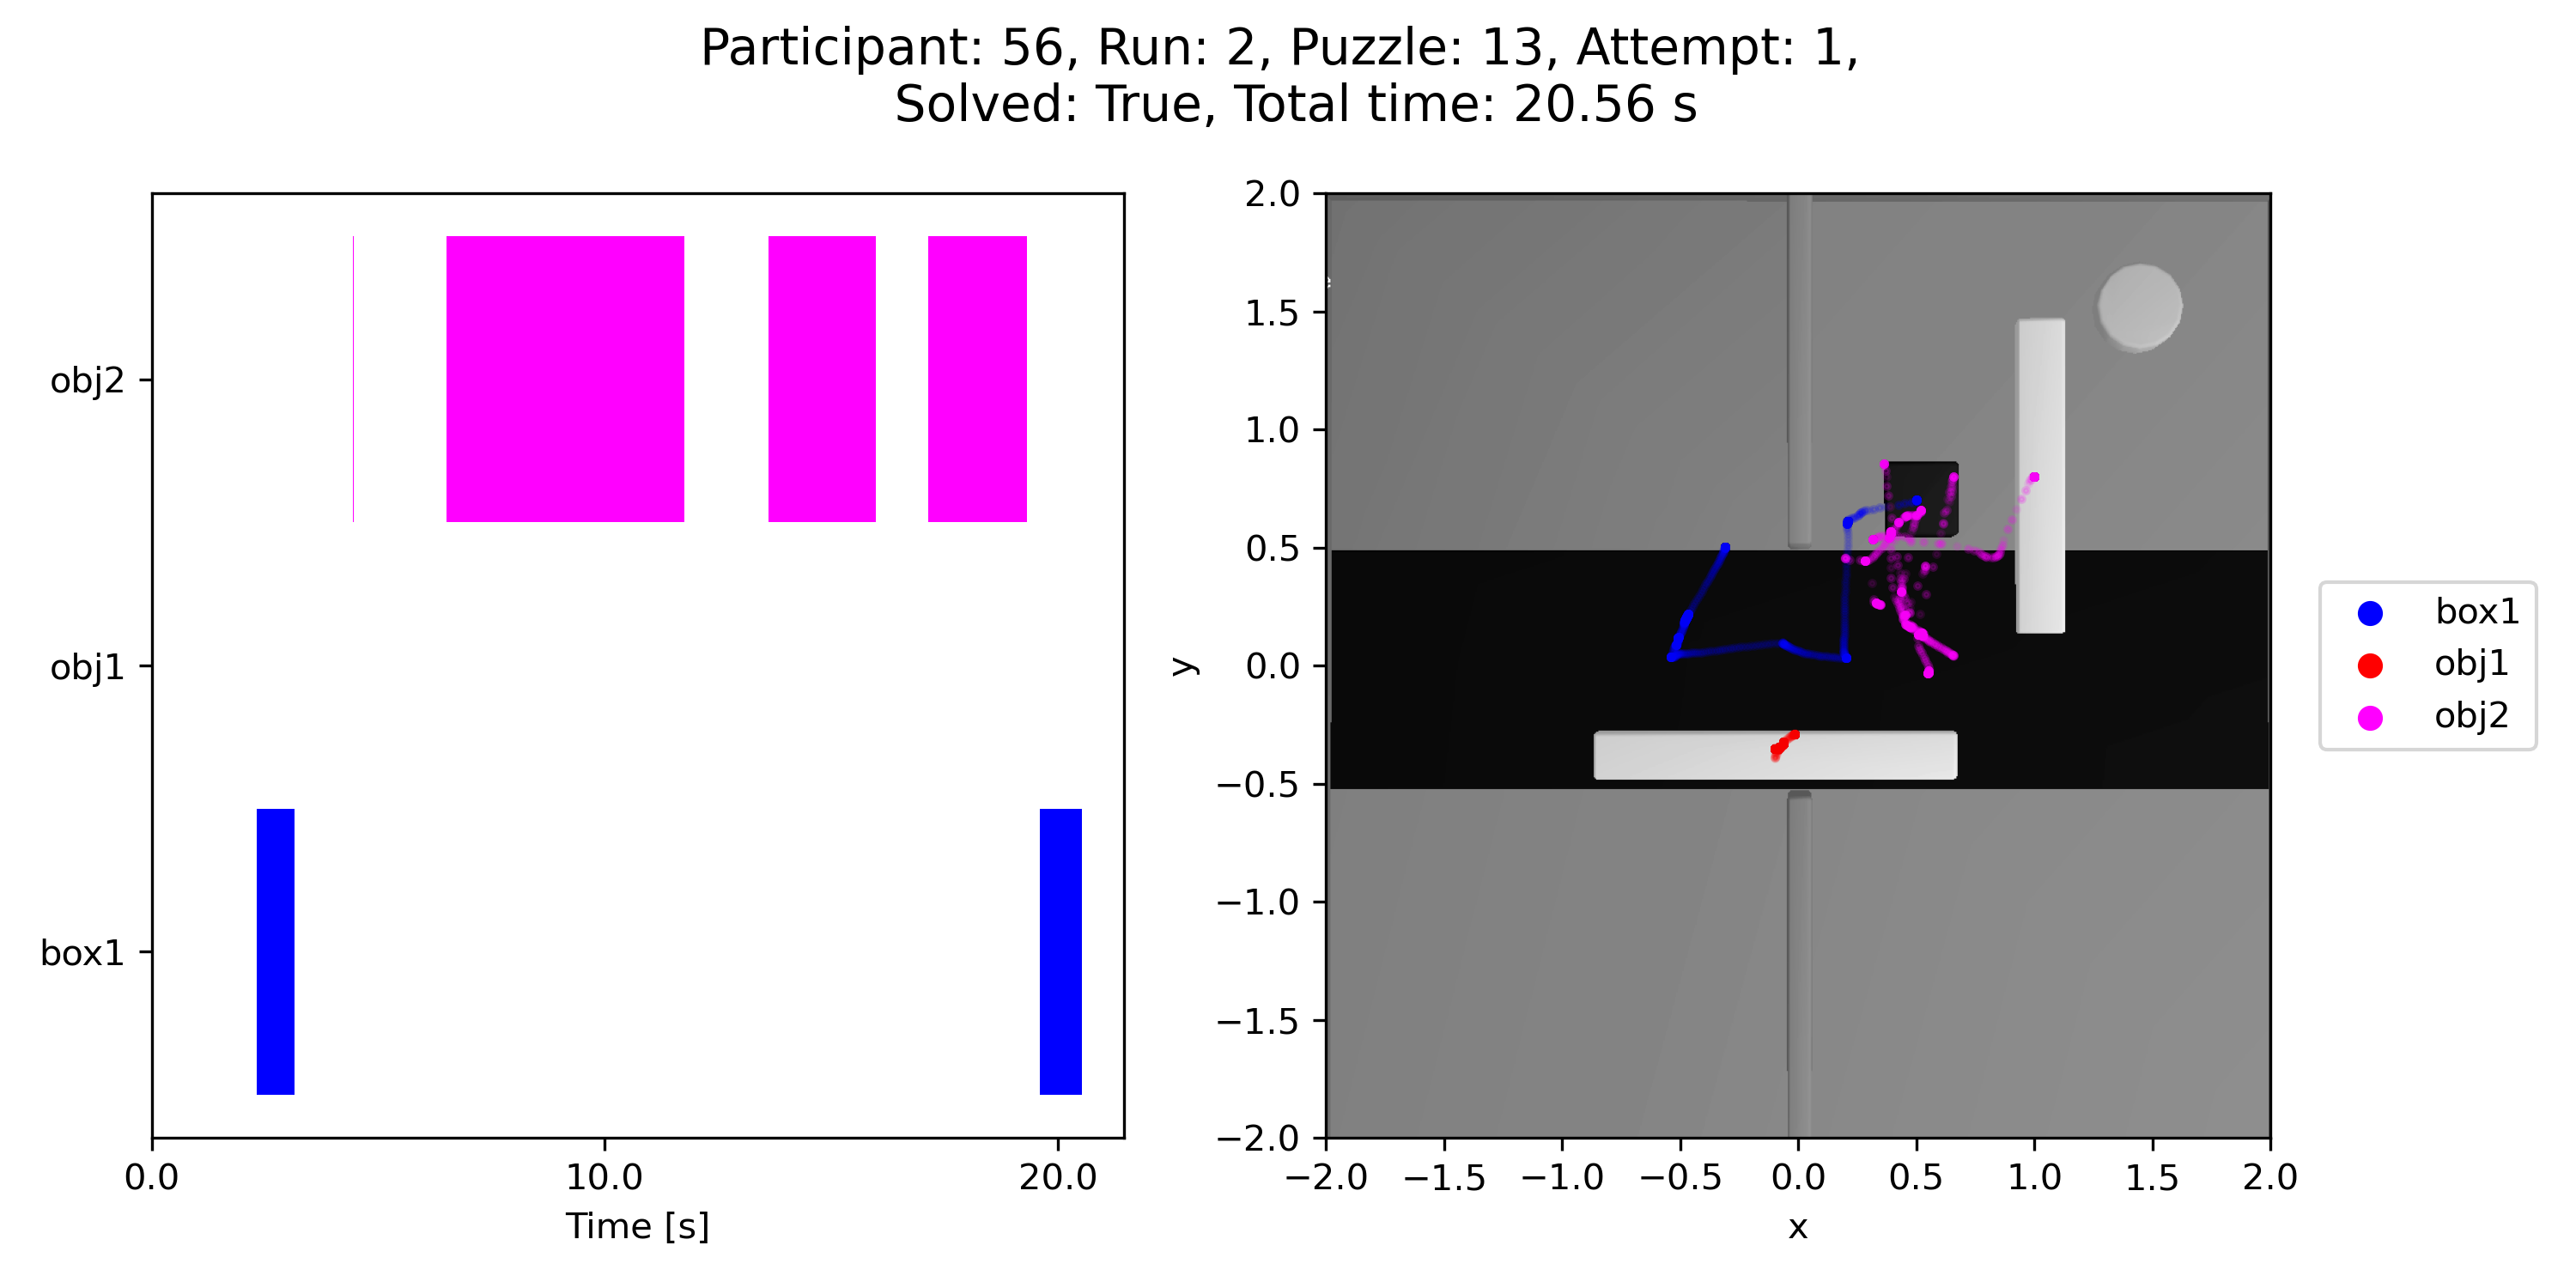 Participant: 56, Run: 2, Puzzle: 13, Attempt: 1,
Solved: True, Total time: 20.56 s
obj2
obj1
box1
0.0 10.0 20.0
Time [s]
2.0
1.5
1.0
0.5
0.0
−0.5
−1.0
−1.5
−2.0
y
−2.0 −1.5 −1.0 −0.5 0.0 0.5 1.0 1.5 2.0
x
box1
obj1
obj2